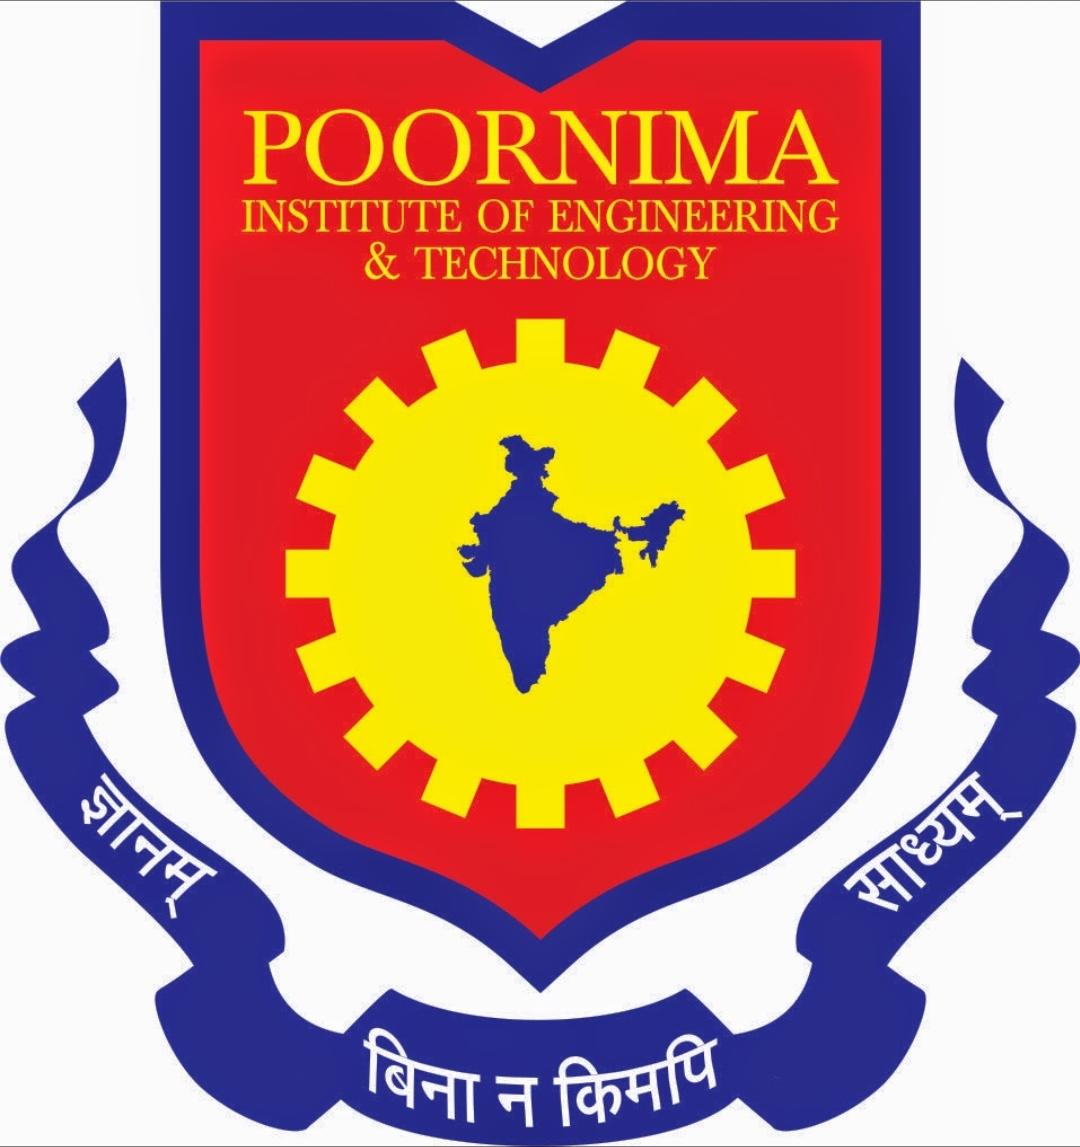 POORNIMA
INSTITUTE OF ENGINEERING
& TECHNOLOGY
ज्ञानम्
बिना न किमपि
साध्यम्